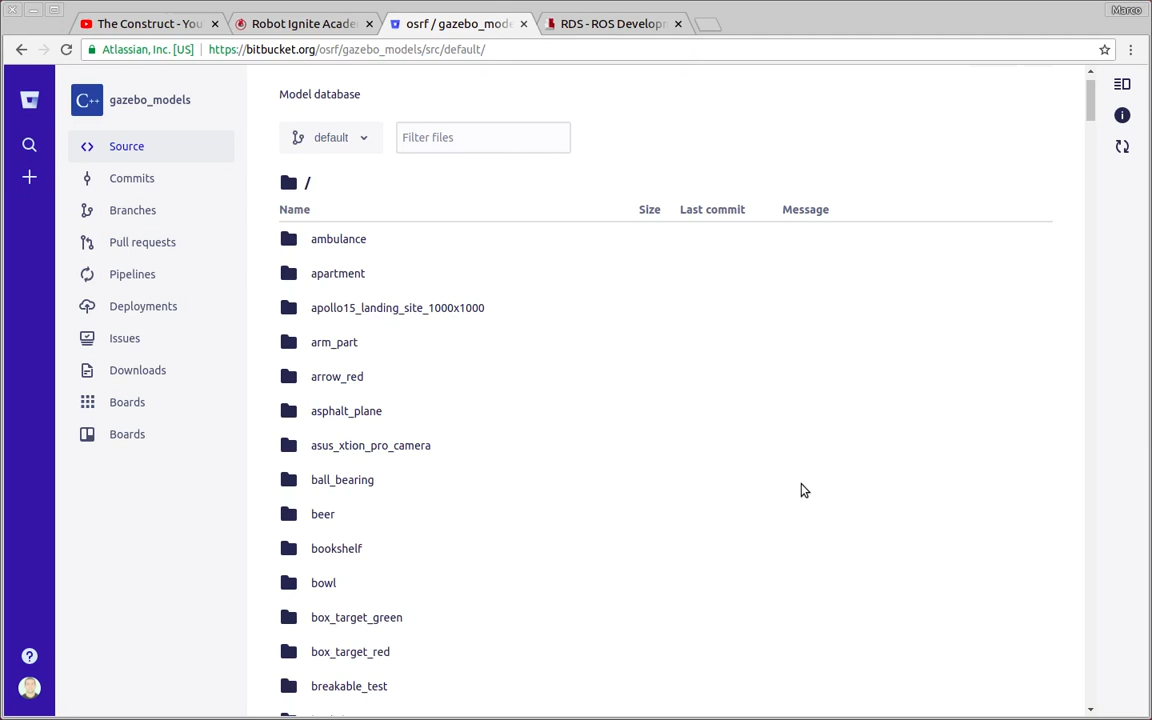 Marco
The Construct - You
Robot Ignite Acade
osrf / gazebo_mode
RDS - ROS Developm
Atlassian, Inc. [US]
https://bitbucket.org/osrf/gazebo_models/src/default/
C++
gazebo_models
Source
Commits
Branches
Pull requests
Pipelines
Deployments
Issues
Downloads
Boards
Boards
Model database
default
Filter files
/
Name Size Last commit Message
ambulance
apartment
apollo15_landing_site_1000x1000
arm_part
arrow_red
asphalt_plane
asus_xtion_pro_camera
ball_bearing
beer
bookshelf
bowl
box_target_green
box_target_red
breakable_test